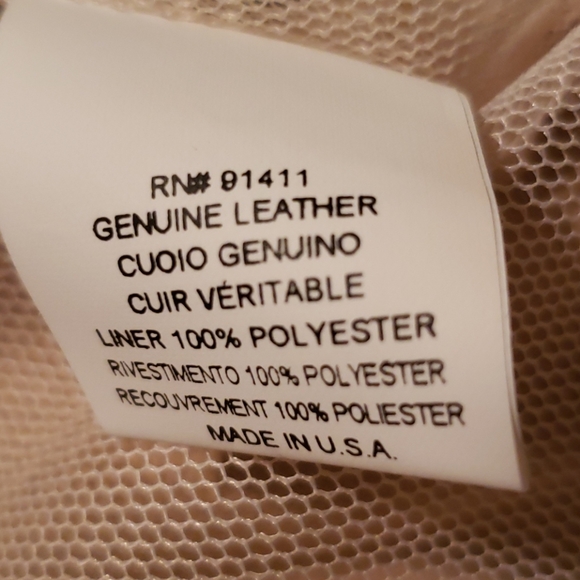 RN# 91411
GENUINE LEATHER
CUOIO GENUINO
CUIR VÉRITABLE
LINER 100% POLYESTER
RIVESTIMENTO 100% POLYESTER
RECOUVREMENT 100% POLIESTER
MADE IN U.S.A.